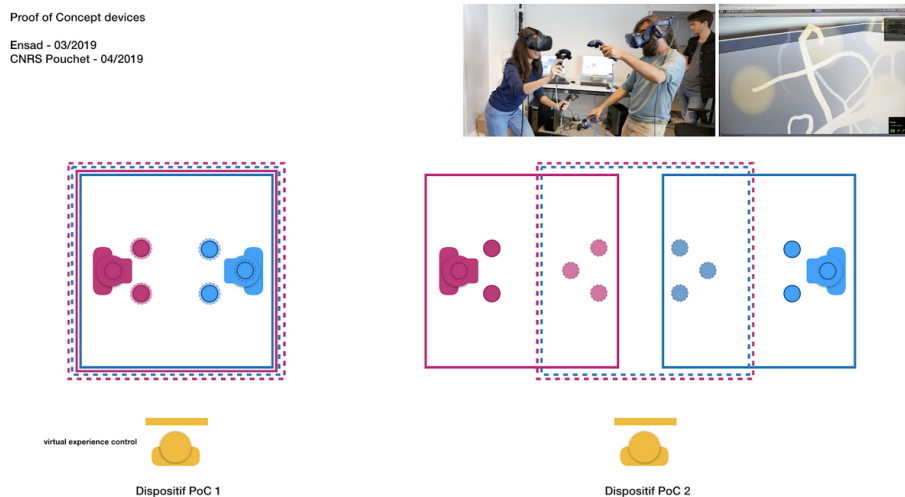 Proof of Concept devices
Ensad - 03/2019
CNRS Pouchet - 04/2019
virtual experience control
Dispositif PoC 1
Dispositif PoC 2